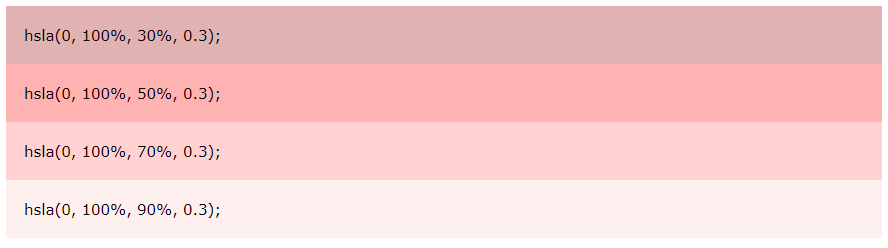 hsla(0, 100%, 30%, 0.3);
hsla(0, 100%, 50%, 0.3);
hsla(0, 100%, 70%, 0.3);
hsla(0, 100%, 90%, 0.3);